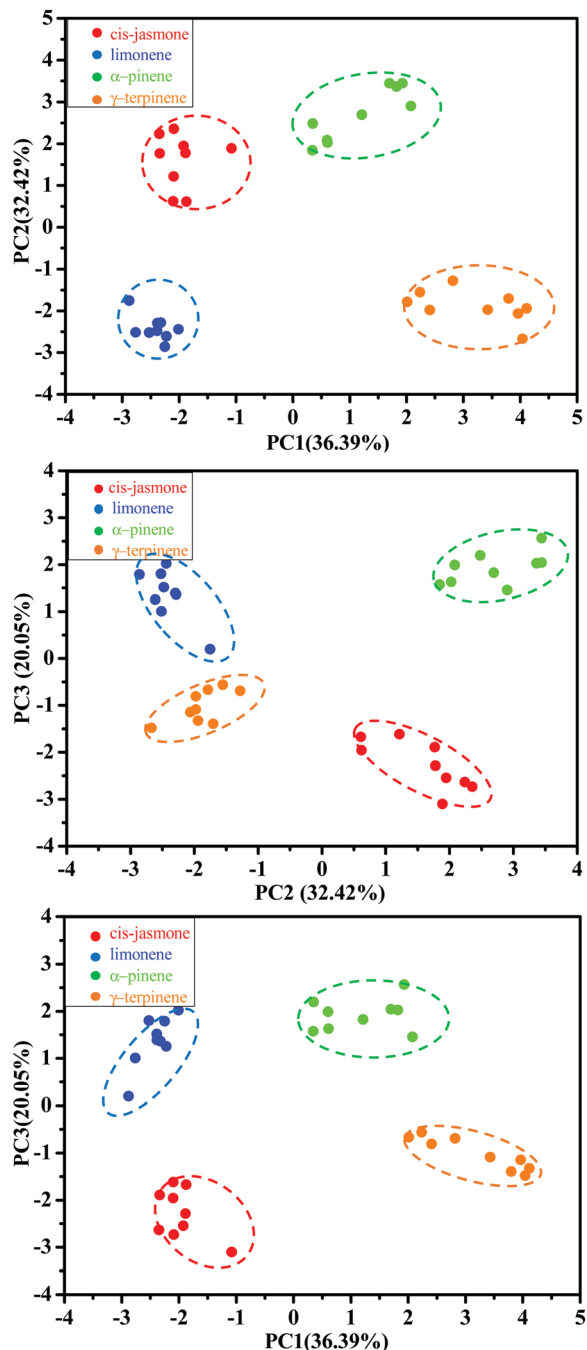 5
4
3
2
1
0
-1
-2
-3
-4
PC2(32.42%)
cis-jasmone
limonene
α−pinene
γ−terpinene
-4 -3 -2 -1 0 1 2 3 4 5
PC1(36.39%)
4
3
2
1
0
-1
-2
-3
-4
PC3 (20.05%)
cis-jasmone
limonene
α−pinene
γ−terpinene
-4 -3 -2 -1 0 1 2 3 4
PC2 (32.42%)
4
3
2
1
0
-1
-2
-3
-4
PC3(20.05%)
cis-jasmone
limonene
α−pinene
γ−terpinene
-4 -3 -2 -1 0 1 2 3 4 5
PC1(36.39%)